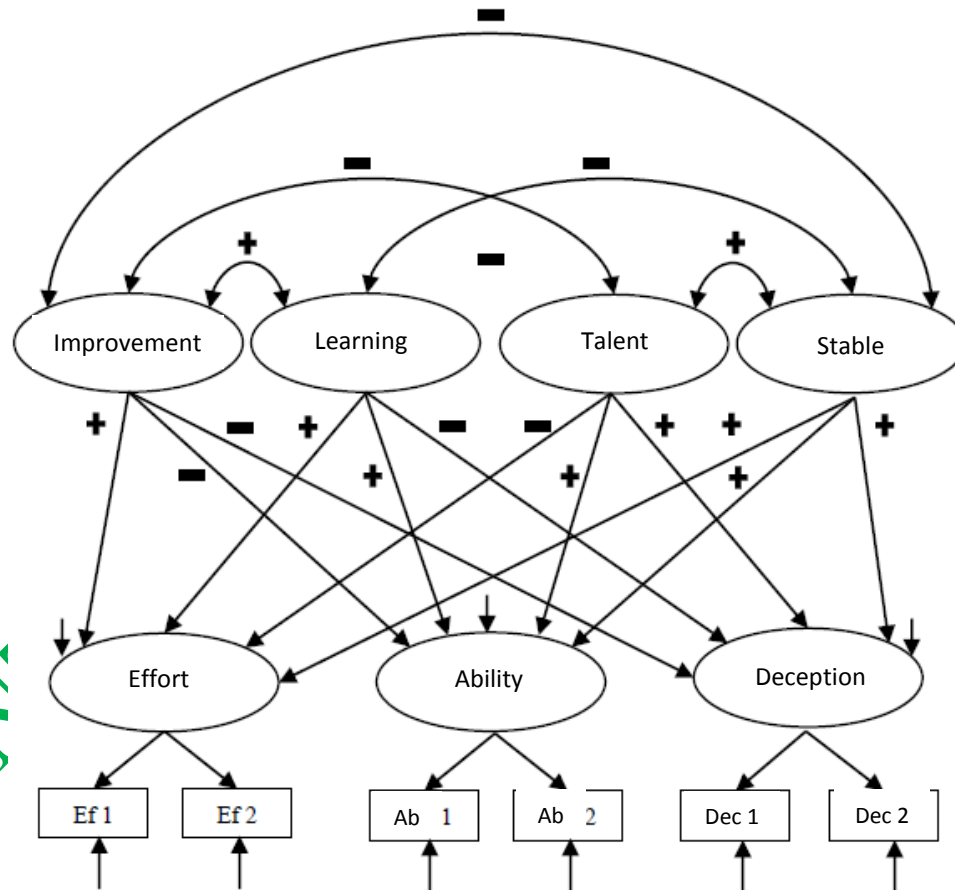 -
- -
+ - +
Improvement Learning Talent Stable
+ - + - - + + +
- + + +
Effort Ability Deception
Ef 1 Ef 2 Ab 1 Ab 2 Dec 1 Dec 2